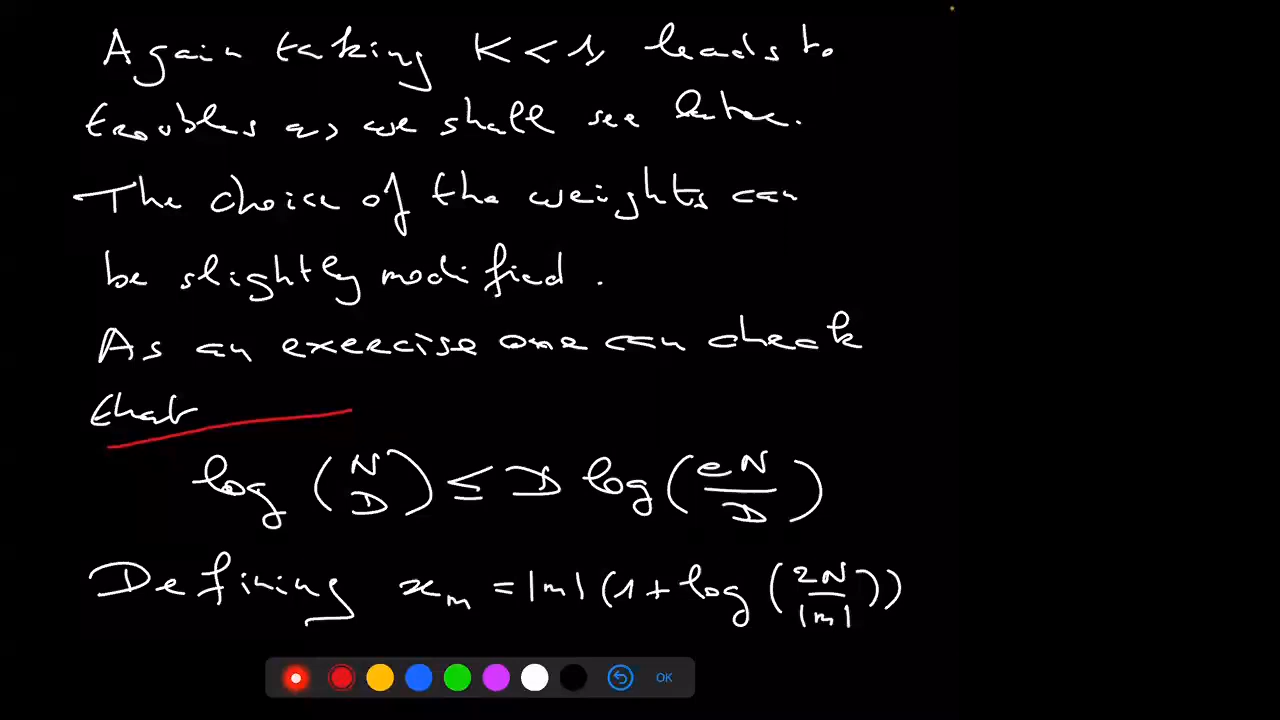 Again taking K < 1, leads to
troubles as we shall see later.
The choice of the weights can
be slightly modified.
As an exercise one can check
that
log (N D) ≤ D log (eN/D)
Defining x_m = |m| (1 + log (2N/|m|))
OK